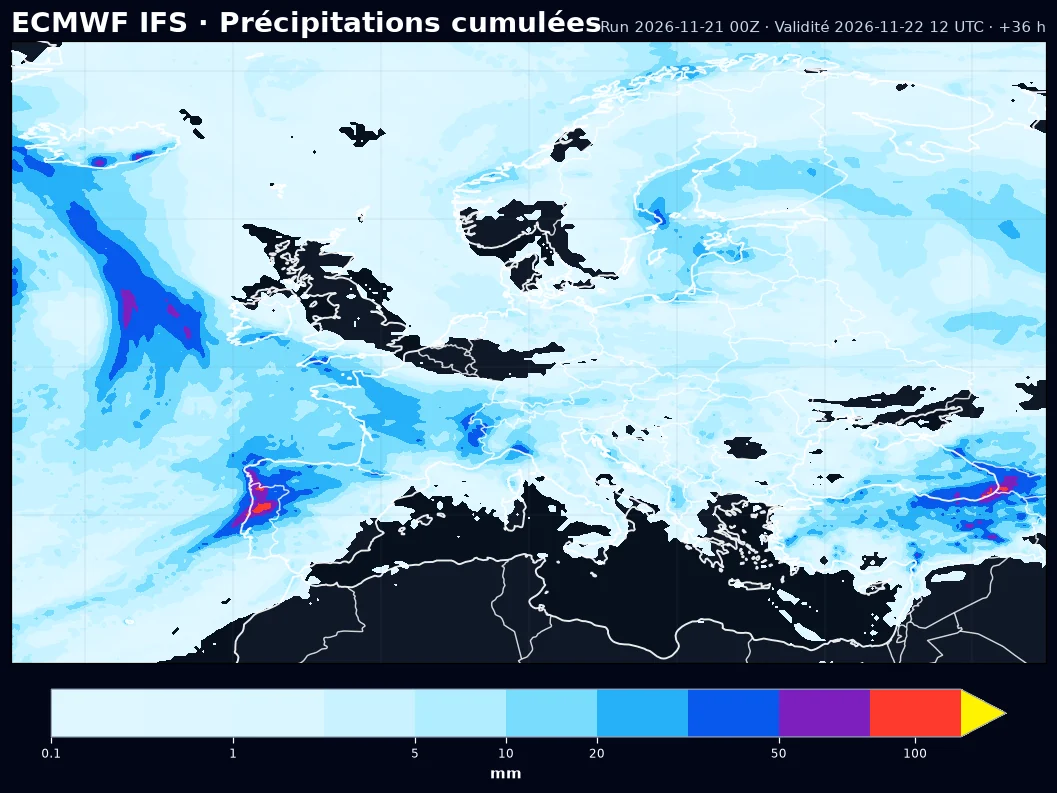 ECMWF IFS · Précipitations cumulées
Run 2026-11-21 00Z · Validité 2026-11-22 12 UTC · +36 h
0.1 1 5 10 20 50 100
mm